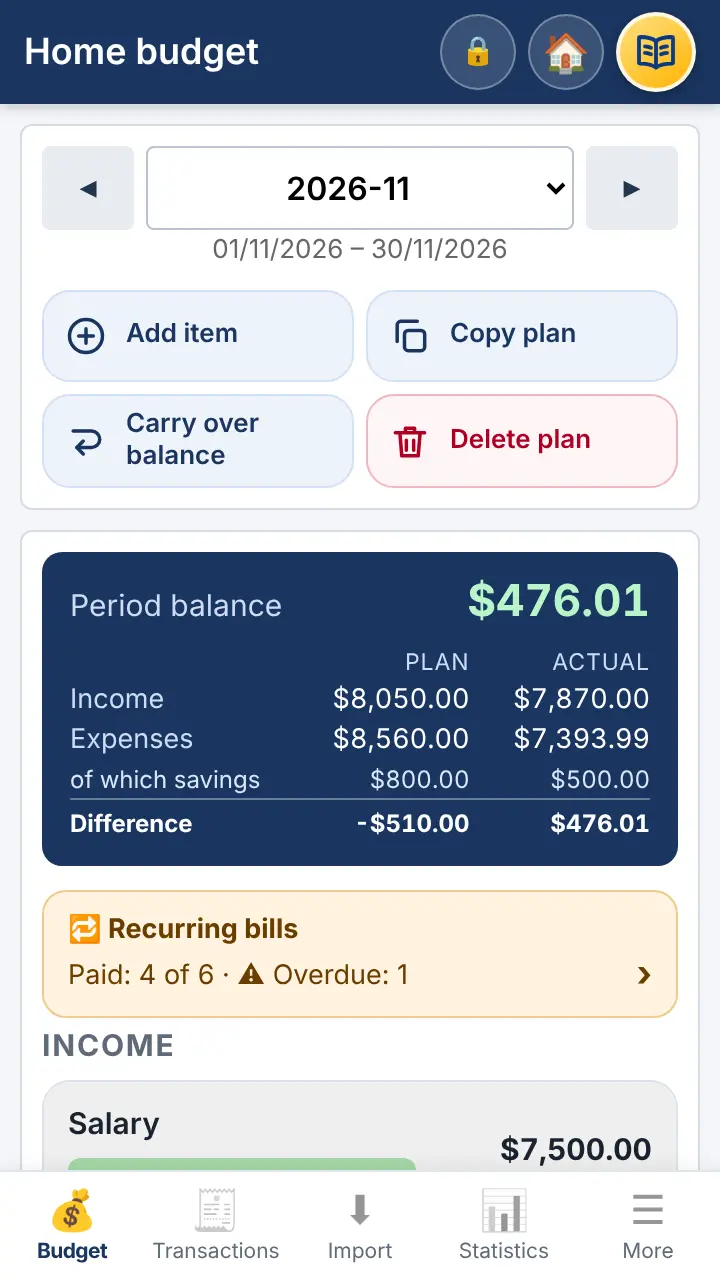 Home budget
2026-11
01/11/2026 – 30/11/2026
Add item
Copy plan
Carry over
balance
Delete plan
Period balance $476.01
PLAN ACTUAL
Income $8,050.00 $7,870.00
Expenses $8,560.00 $7,393.99
of which savings $800.00 $500.00
Difference -$510.00 $476.01
Recurring bills
Paid: 4 of 6 · ⚠ Overdue: 1
INCOME
Salary
$7,500.00
Budget Transactions Import Statistics More